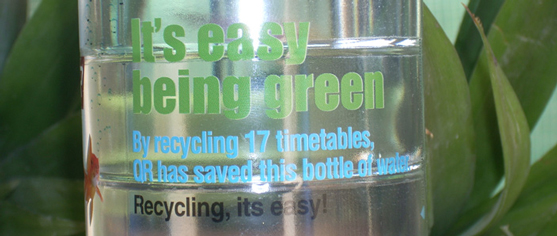 It's easy
being green
By recycling 17 timetables,
QR has saved this bottle of water.
Recycling, its easy!